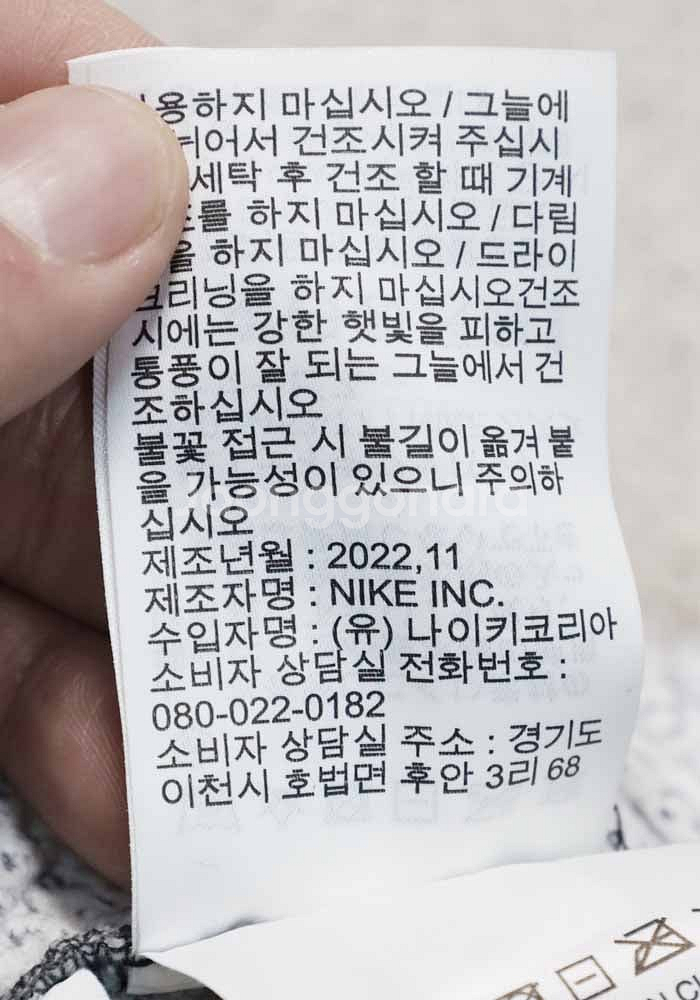 용하지 마십시오 / 그늘에
뉘어서 건조시켜 주십시
세탁 후 건조 할 때 기계
를 하지 마십시오 / 다림
을 하지 마십시오 / 드라이
크리닝을 하지 마십시오건조
시에는 강한 햇빛을 피하고
통풍이 잘 되는 그늘에서 건
조하십시오
불꽃 접근 시 불길이 옮겨 붙
을 가능성이 있으니 주의하
십시오
제조년월 : 2022,11
제조자명 : NIKE INC.
수입자명 : (유) 나이키코리아
소비자 상담실 전화번호 :
080-022-0182
소비자 상담실 주소 : 경기도
이천시 호법면 후안 3리 68